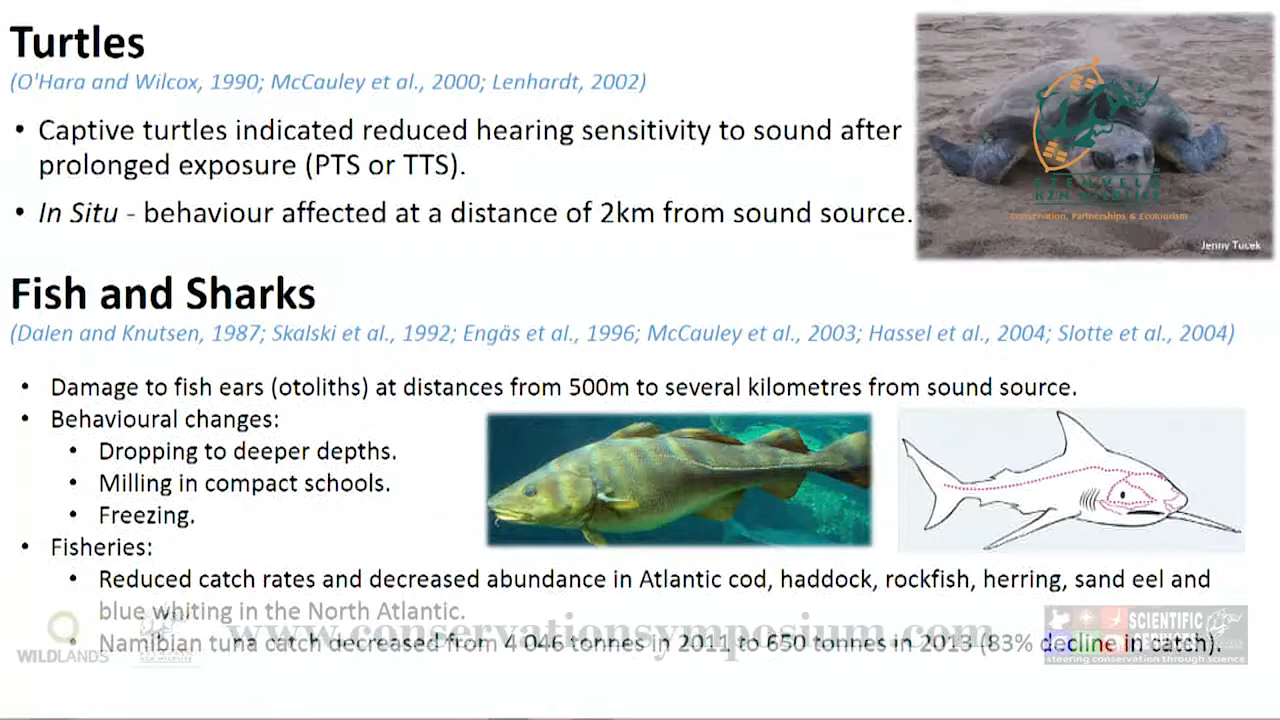 Turtles
(O'Hara and Wilcox, 1990; McCauley et al., 2000; Lenhardt, 2002)
• Captive turtles indicated reduced hearing sensitivity to sound after
prolonged exposure (PTS or TTS).
• In Situ - behaviour affected at a distance of 2km from sound source.
EZEMVELO
KZN WILDLIFE
Conservation, Partnerships & Ecotourism
Jenny Tucek
Fish and Sharks
(Dalen and Knutsen, 1987; Skalski et al., 1992; Engäs et al., 1996; McCauley et al., 2003; Hassel et al., 2004; Slotte et al., 2004)
• Damage to fish ears (otoliths) at distances from 500m to several kilometres from sound source.
• Behavioural changes:
• Dropping to deeper depths.
• Milling in compact schools.
• Freezing.
• Fisheries:
• Reduced catch rates and decreased abundance in Atlantic cod, haddock, rockfish, herring, sand eel and
blue whiting in the North Atlantic.
• Namibian tuna catch decreased from 4 046 tonnes in 2011 to 650 tonnes in 2013 (83% decline in catch).
WILDLANDS
www.conservationsymposium.com
SCIENTIFIC
steering conservation through science